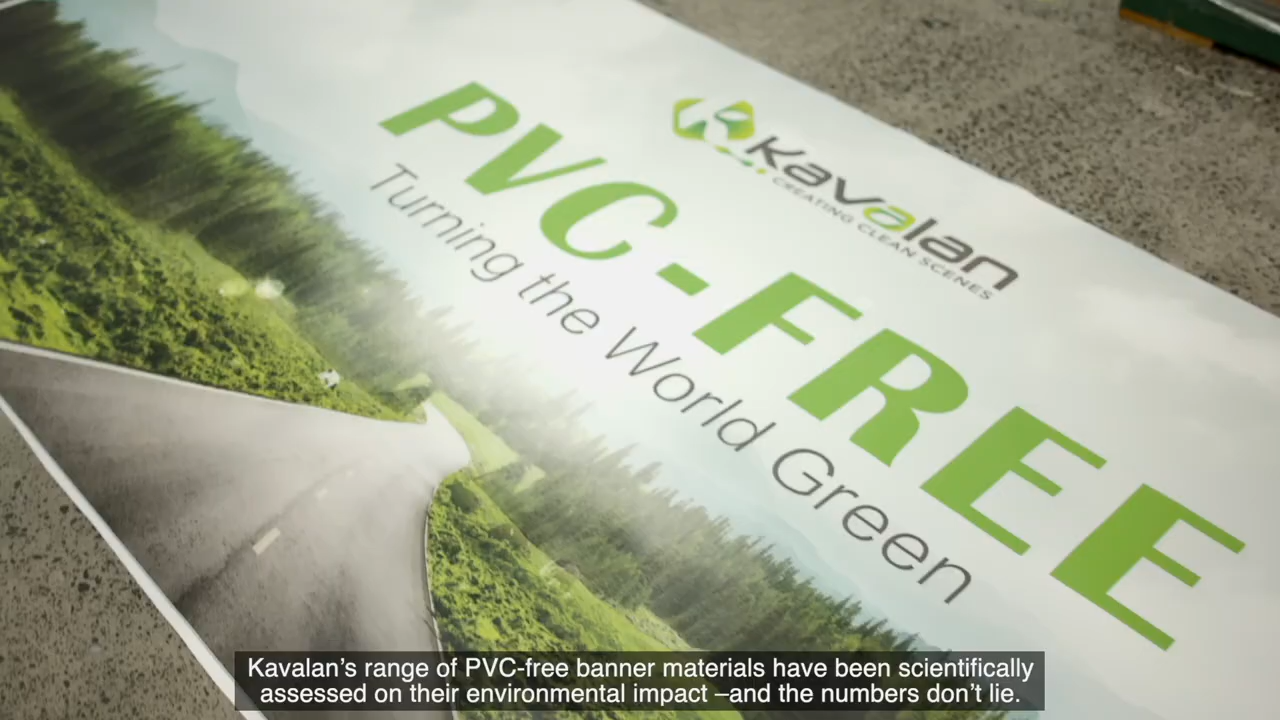 Kavalan
CREATING CLEAN SCENES
PVC-FREE
Turning the World Green
Kavalan’s range of PVC-free banner materials have been scientifically
assessed on their environmental impact –and the numbers don’t lie.